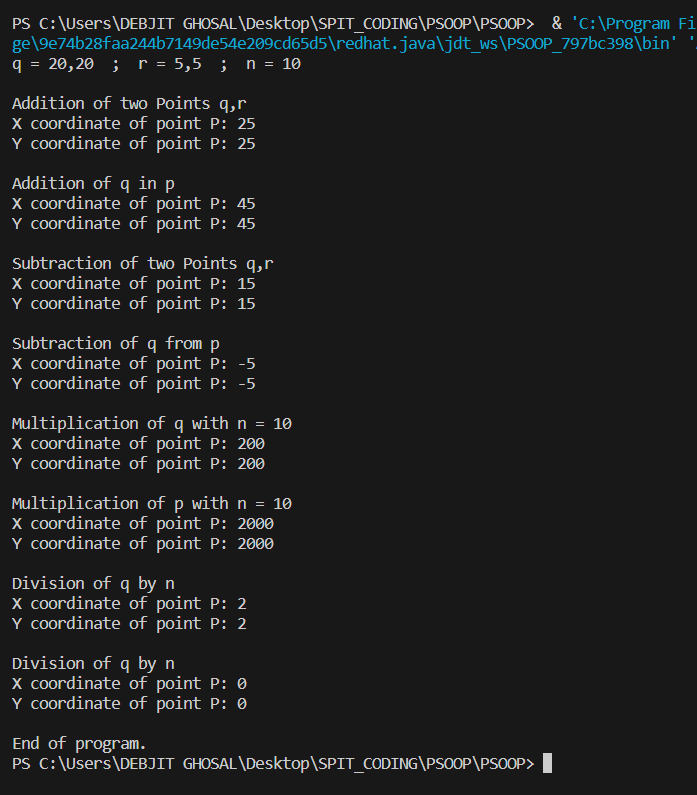 PS C:\Users\DEBJIT GHOSAL\Desktop\SPIT_CODING\PSOOP\PSOOP>  & 'C:\Program Fi
ge\9e74b28faa244b7149de54e209cd65d5\redhat.java\jdt_ws\PSOOP_797bc398\bin' '
q = 20,20  ;  r = 5,5  ;  n = 10
Addition of two Points q,r
X coordinate of point P: 25
Y coordinate of point P: 25
Addition of q in p
X coordinate of point P: 45
Y coordinate of point P: 45
Subtraction of two Points q,r
X coordinate of point P: 15
Y coordinate of point P: 15
Subtraction of q from p
X coordinate of point P: -5
Y coordinate of point P: -5
Multiplication of q with n = 10
X coordinate of point P: 200
Y coordinate of point P: 200
Multiplication of p with n = 10
X coordinate of point P: 2000
Y coordinate of point P: 2000
Division of q by n
X coordinate of point P: 2
Y coordinate of point P: 2
Division of q by n
X coordinate of point P: 0
Y coordinate of point P: 0
End of program.
PS C:\Users\DEBJIT GHOSAL\Desktop\SPIT_CODING\PSOOP\PSOOP>